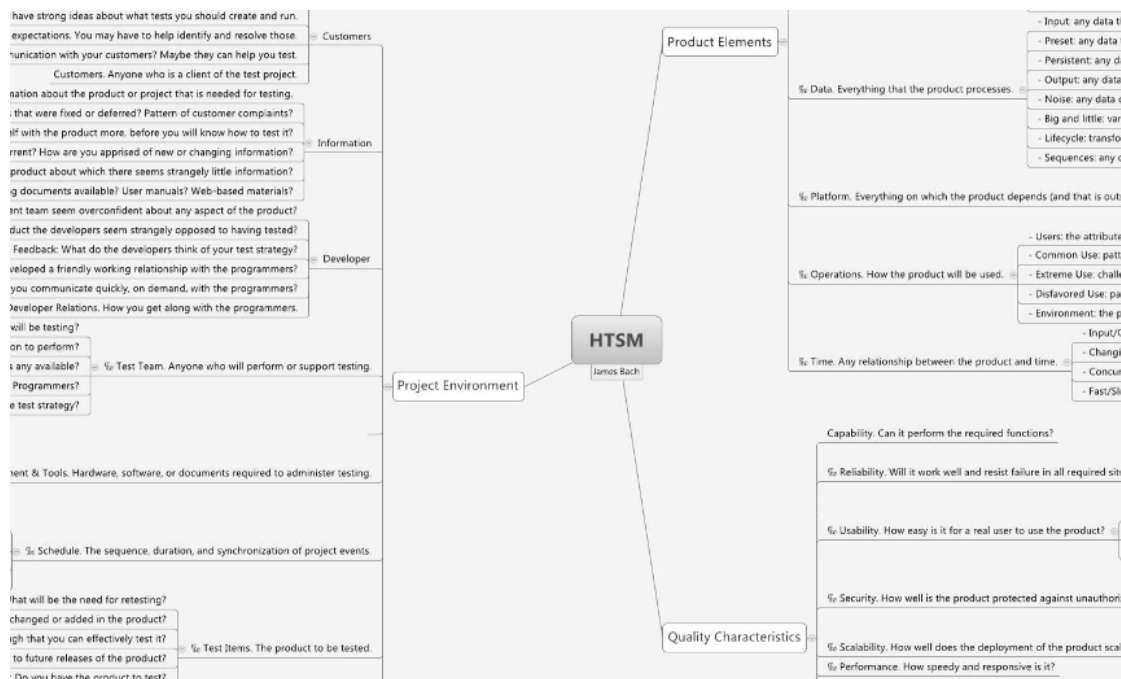 have strong ideas about what tests you should create and run.
expectations. You may have to help identify and resolve those.
munication with your customers? Maybe they can help you test.
Customers. Anyone who is a client of the test project.
Customers
mation about the product or project that is needed for testing.
s that were fixed or deferred? Pattern of customer complaints?
lf with the product more, before you will know how to test it?
rrent? How are you apprised of new or changing information?
product about which there seems strangely little information?
g documents available? User manuals? Web-based materials?
Information
ent team seem overconfident about any aspect of the product?
duct the developers seem strangely opposed to having tested?
Feedback: What do the developers think of your test strategy?
veloped a friendly working relationship with the programmers?
you communicate quickly, on demand, with the programmers?
Developer Relations. How you get along with the programmers.
Developer
will be testing?
on to perform?
s any available?
Programmers?
e test strategy?
‰ Test Team. Anyone who will perform or support testing.
Project Environment
ment & Tools. Hardware, software, or documents required to administer testing.
‰ Schedule. The sequence, duration, and synchronization of project events.
What will be the need for retesting?
changed or added in the product?
gh that you can effectively test it?
to future releases of the product?
: Do you have the product to test?
‰ Test Items. The product to be tested.
HTSM
James Bach
Product Elements
- Input: any data t
- Preset: any data
- Persistent: any da
- Output: any data
- Noise: any data
- Big and little: var
- Lifecycle: transfo
- Sequences: any
‰ Data. Everything that the product processes.
‰ Platform. Everything on which the product depends (and that is outs
- Users: the attribute
- Common Use: patt
- Extreme Use: challe
- Disfavored Use: pa
- Environment: the p
‰ Operations. How the product will be used.
- Input/
- Changi
- Concur
- Fast/Sl
‰ Time. Any relationship between the product and time.
Quality Characteristics
Capability. Can it perform the required functions?
‰ Reliability. Will it work well and resist failure in all required sit
‰ Usability. How easy is it for a real user to use the product?
‰ Security. How well is the product protected against unauthori
‰ Scalability. How well does the deployment of the product scal
‰ Performance. How speedy and responsive is it?